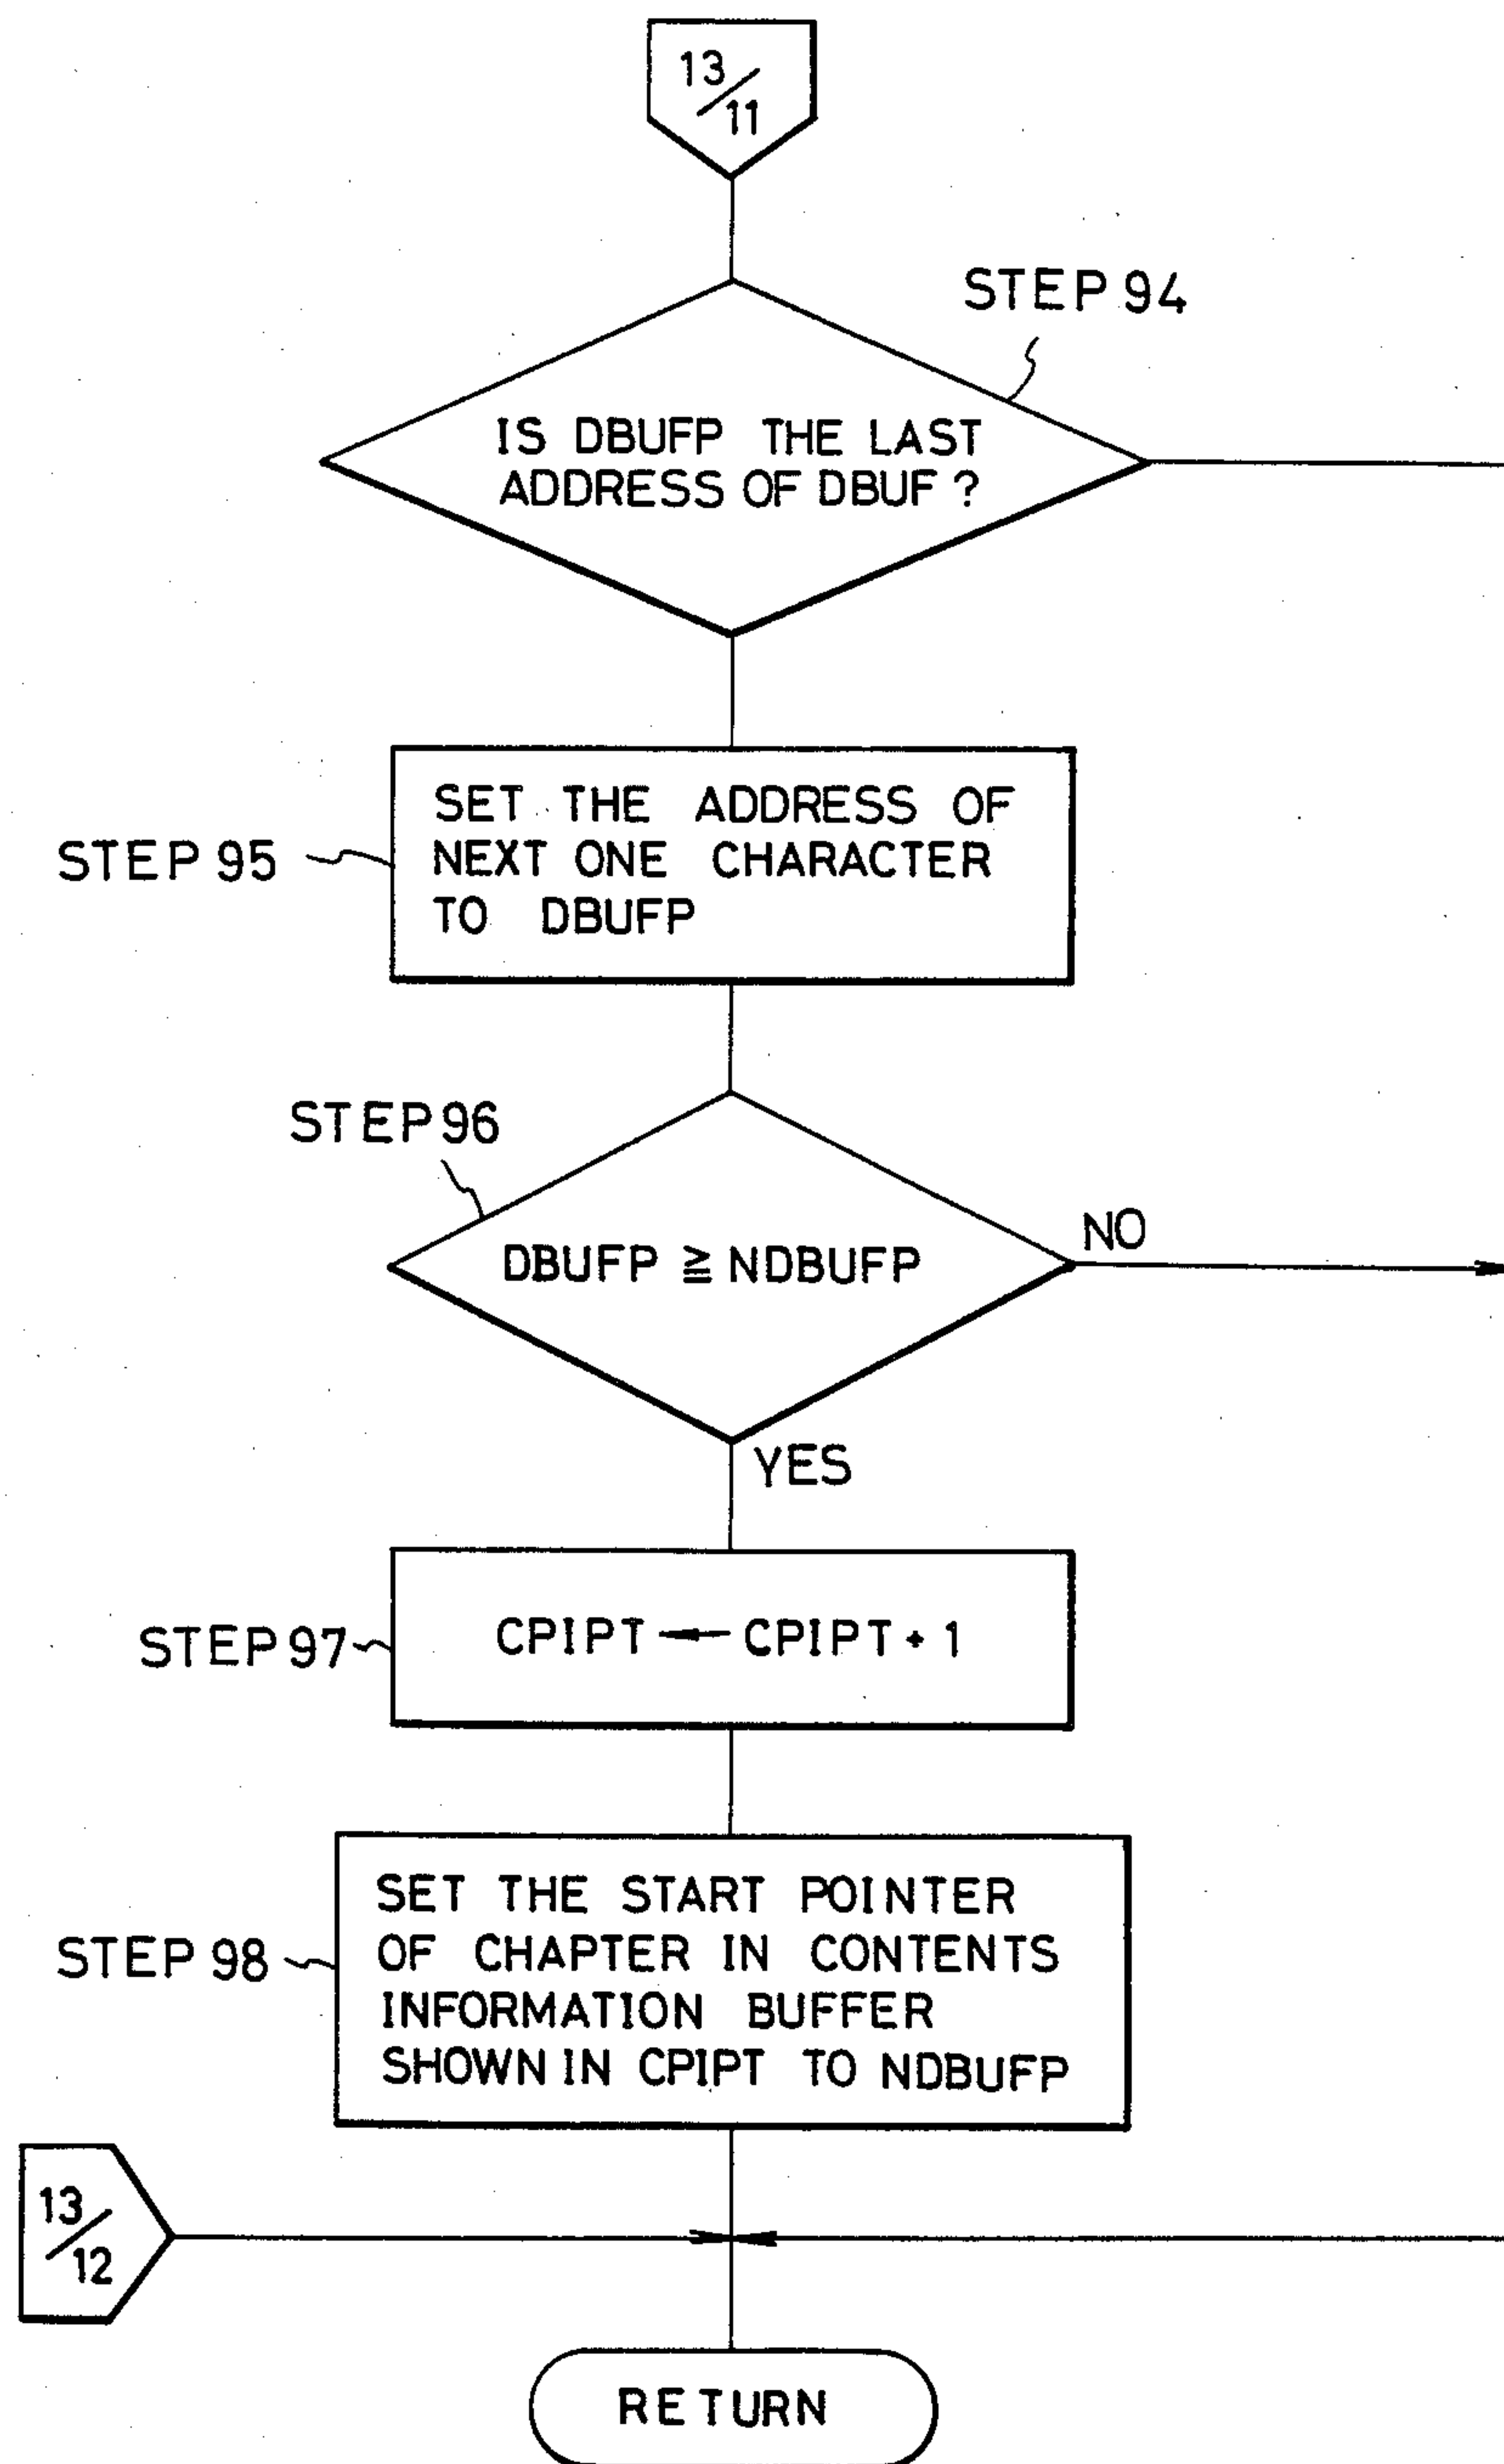 13/11
STEP 94
IS DBUFP THE LAST
ADDRESS OF DBUF ?
STEP 95
SET THE ADDRESS OF
NEXT ONE CHARACTER
TO DBUFP
STEP 96
DBUFP ≧ NDBUFP
NO
YES
STEP 97
CPIPT ← CPIPT + 1
STEP 98
SET THE START POINTER
OF CHAPTER IN CONTENTS
INFORMATION BUFFER
SHOWN IN CPIPT TO NDBUFP
13/12
RETURN